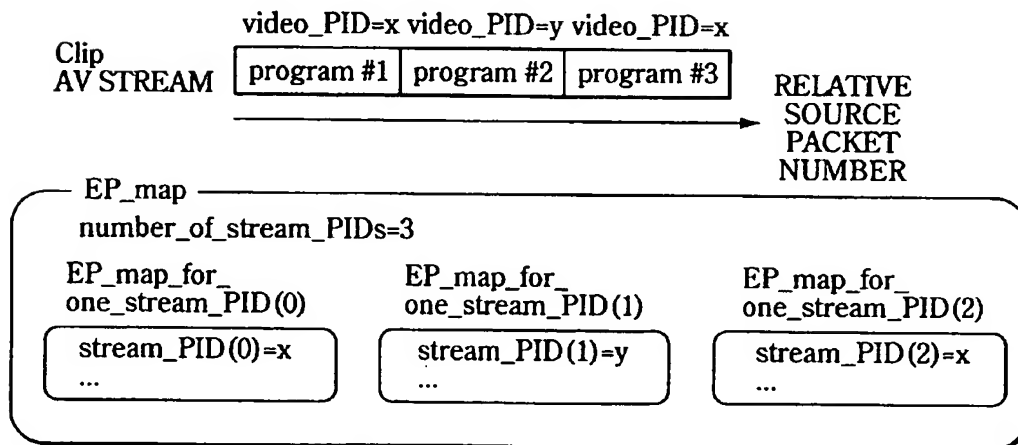 video_PID=x video_PID=y video_PID=x
Clip
AV STREAM
program #1 program #2 program #3
RELATIVE
SOURCE
PACKET
NUMBER
EP_map
number_of_stream_PIDs=3
EP_map_for_
one_stream_PID(0)
EP_map_for_
one_stream_PID(1)
EP_map_for_
one_stream_PID(2)
stream_PID(0)=x
...
stream_PID(1)=y
...
stream_PID(2)=x
...